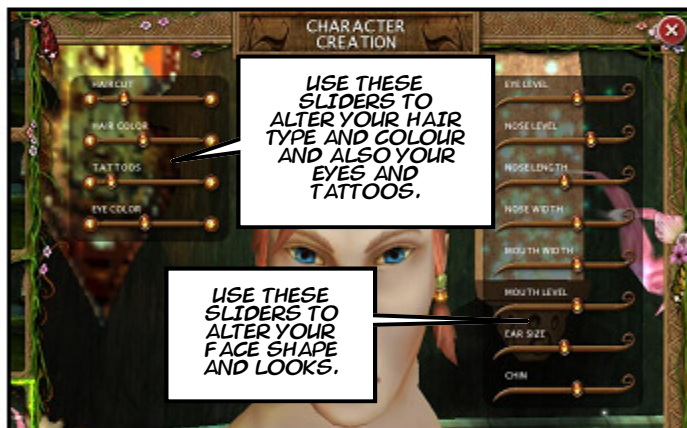 CHARACTER
CREATION
HAIRCUT
HAIR COLOR
TATTOOS
EYE COLOR
USE THESE
SLIDERS TO
ALTER YOUR HAIR
TYPE AND COLOUR
AND ALSO YOUR
EYES AND
TATTOOS.
EYE LEVEL
NOSE LEVEL
NOSE LENGTH
NOSE WIDTH
MOUTH WIDTH
MOUTH LEVEL
EAR SIZE
CHIN
USE THESE
SLIDERS TO
ALTER YOUR
FACE SHAPE
AND LOOKS.